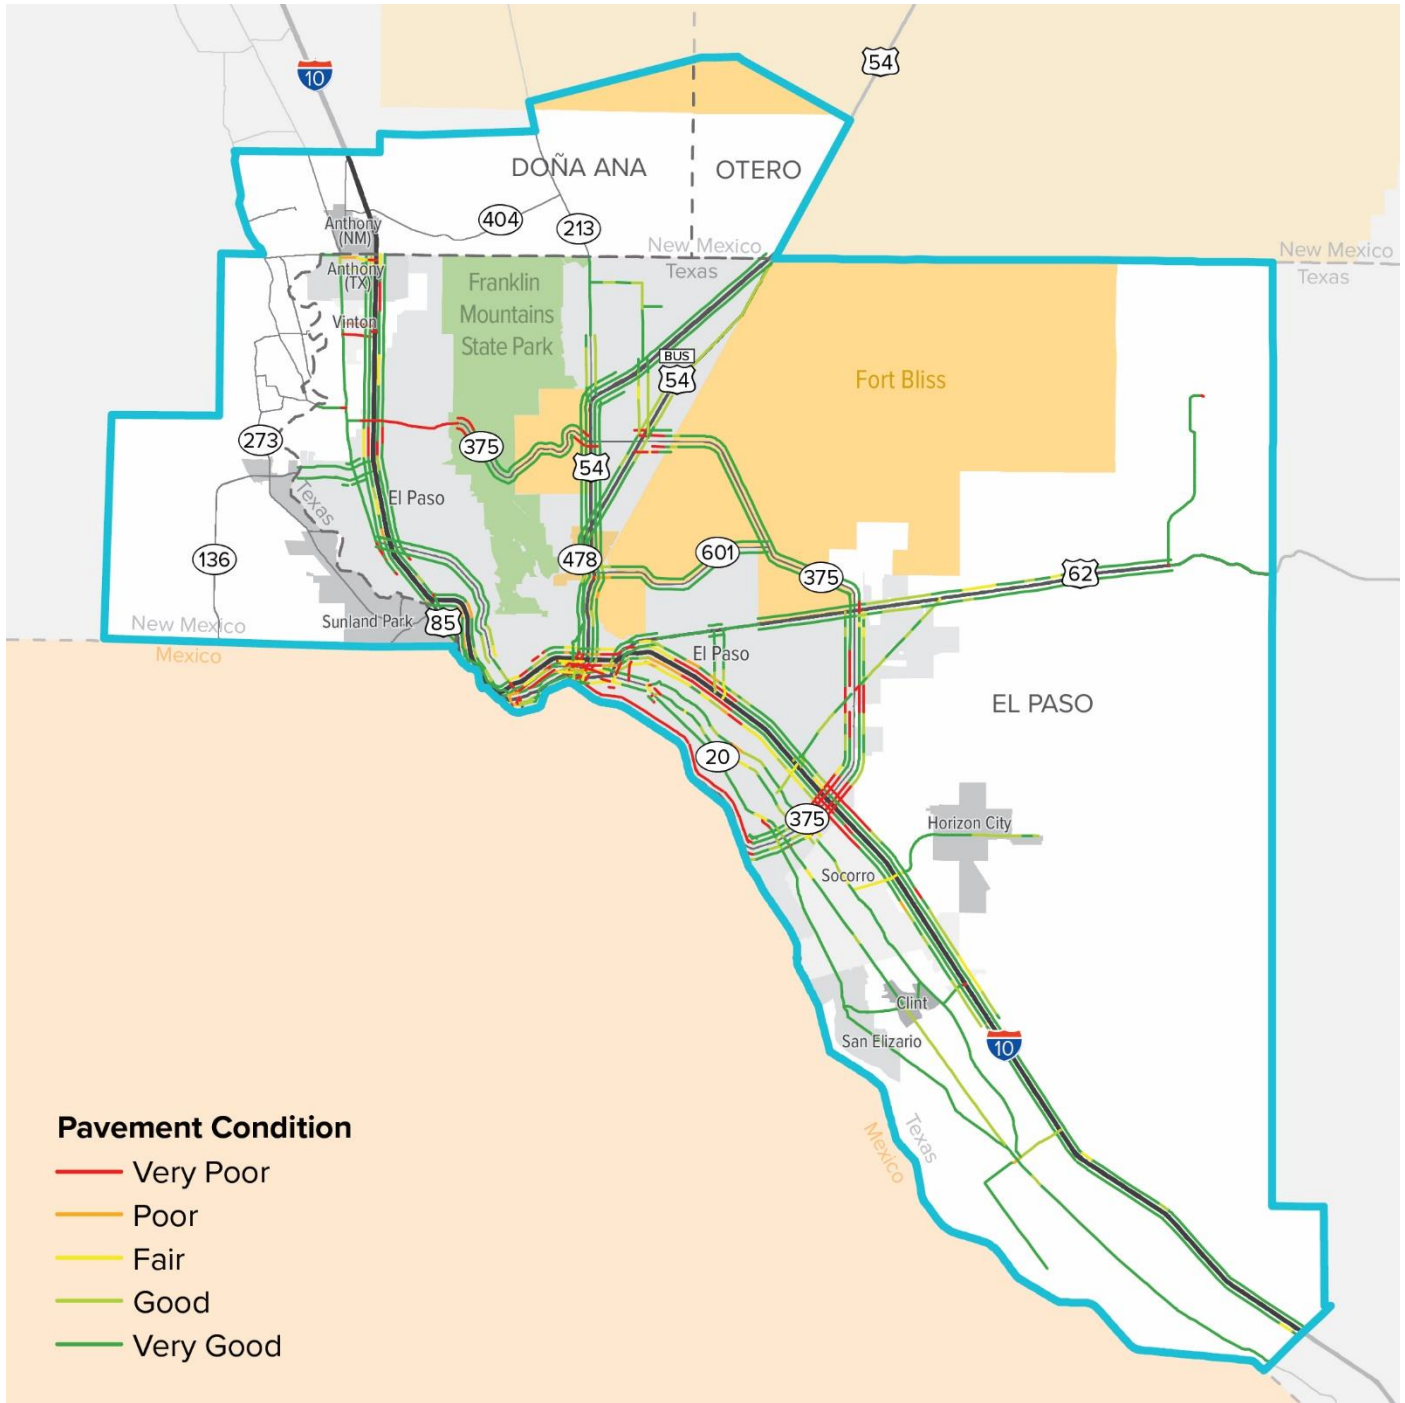 54
10
DOÑA ANA
OTERO
404
213
Anthony
(NM)
New Mexico
Texas
New Mexico
Texas
Anthony
(TX)
Franklin
Mountains
State Park
Vinton
BUS
54
Fort Bliss
273
375
54
Texas
El Paso
136
478
601
375
62
New Mexico
Mexico
Sunland Park
85
El Paso
EL PASO
20
375
Horizon City
Socorro
Clint
San Elizario
10
Texas
Mexico
Pavement Condition
Very Poor
Poor
Fair
Good
Very Good